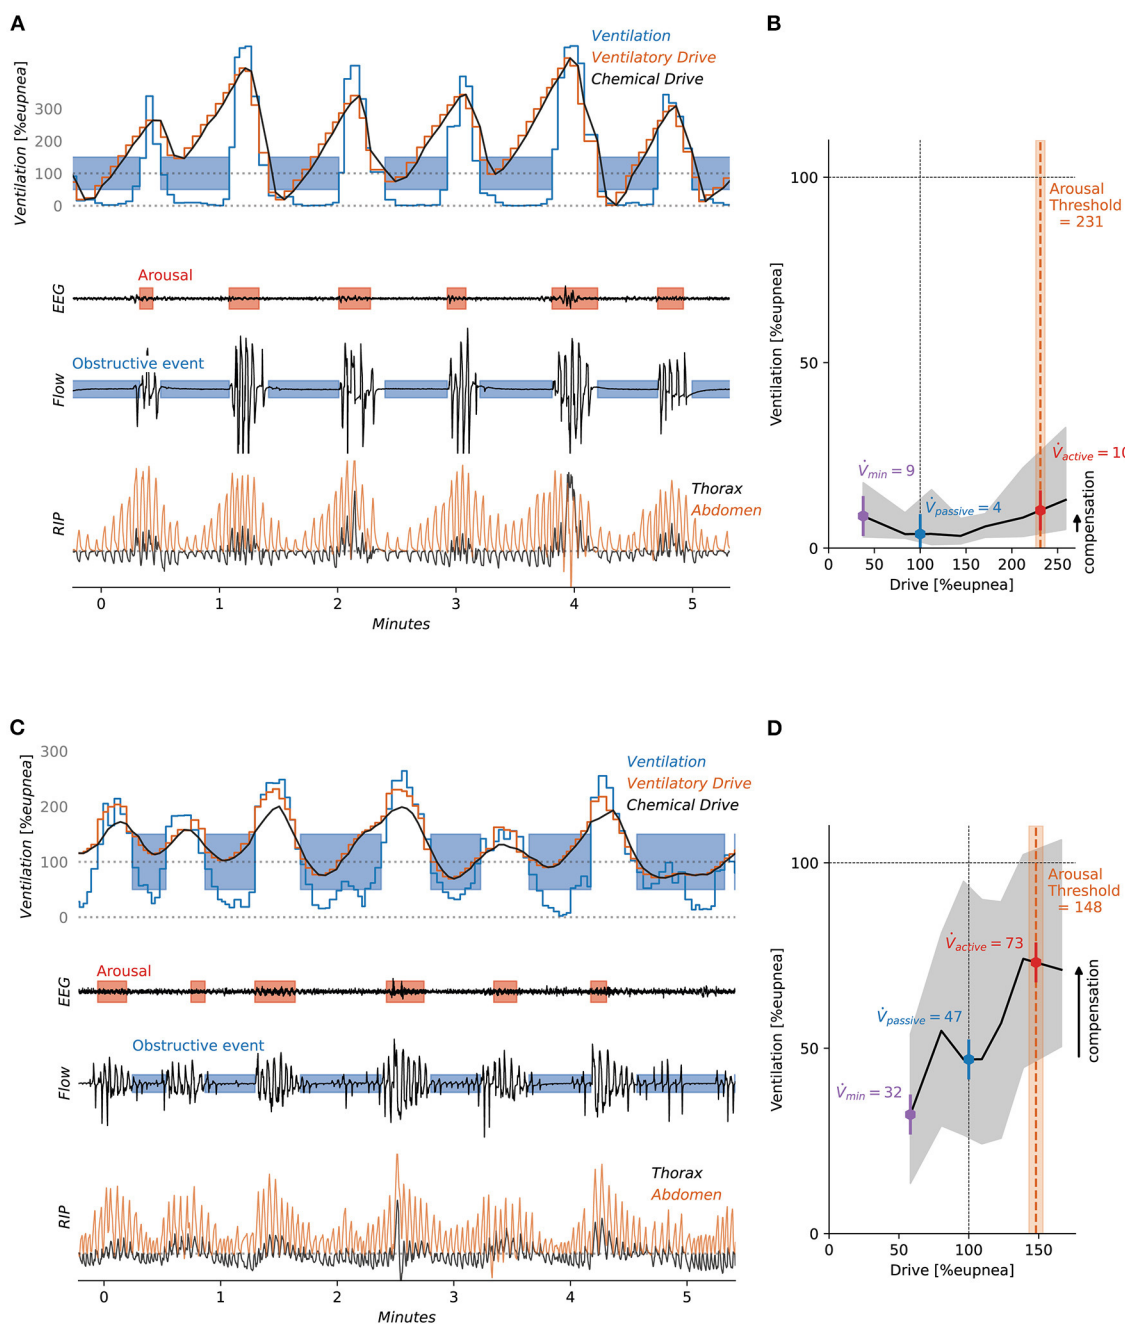 A
Ventilation
Ventilatory Drive
Chemical Drive
Ventilation [%eupnea]
300
200
100
0
Arousal
EEG
Obstructive event
Flow
Thorax
Abdomen
RIP
0 1 2 3 4 5
Minutes
B
Ventilation [%eupnea]
100
50
0
Arousal
Threshold
= 231
V̇min = 9
V̇passive = 4
V̇active = 10
compensation
0 50 100 150 200 250
Drive [%eupnea]
C
Ventilation
Ventilatory Drive
Chemical Drive
Ventilation [%eupnea]
300
200
100
0
Arousal
EEG
Obstructive event
Flow
Thorax
Abdomen
RIP
0 1 2 3 4 5
Minutes
D
Ventilation [%eupnea]
100
50
0
Arousal
Threshold
= 148
V̇active = 73
V̇passive = 47
V̇min = 32
compensation
0 50 100 150
Drive [%eupnea]